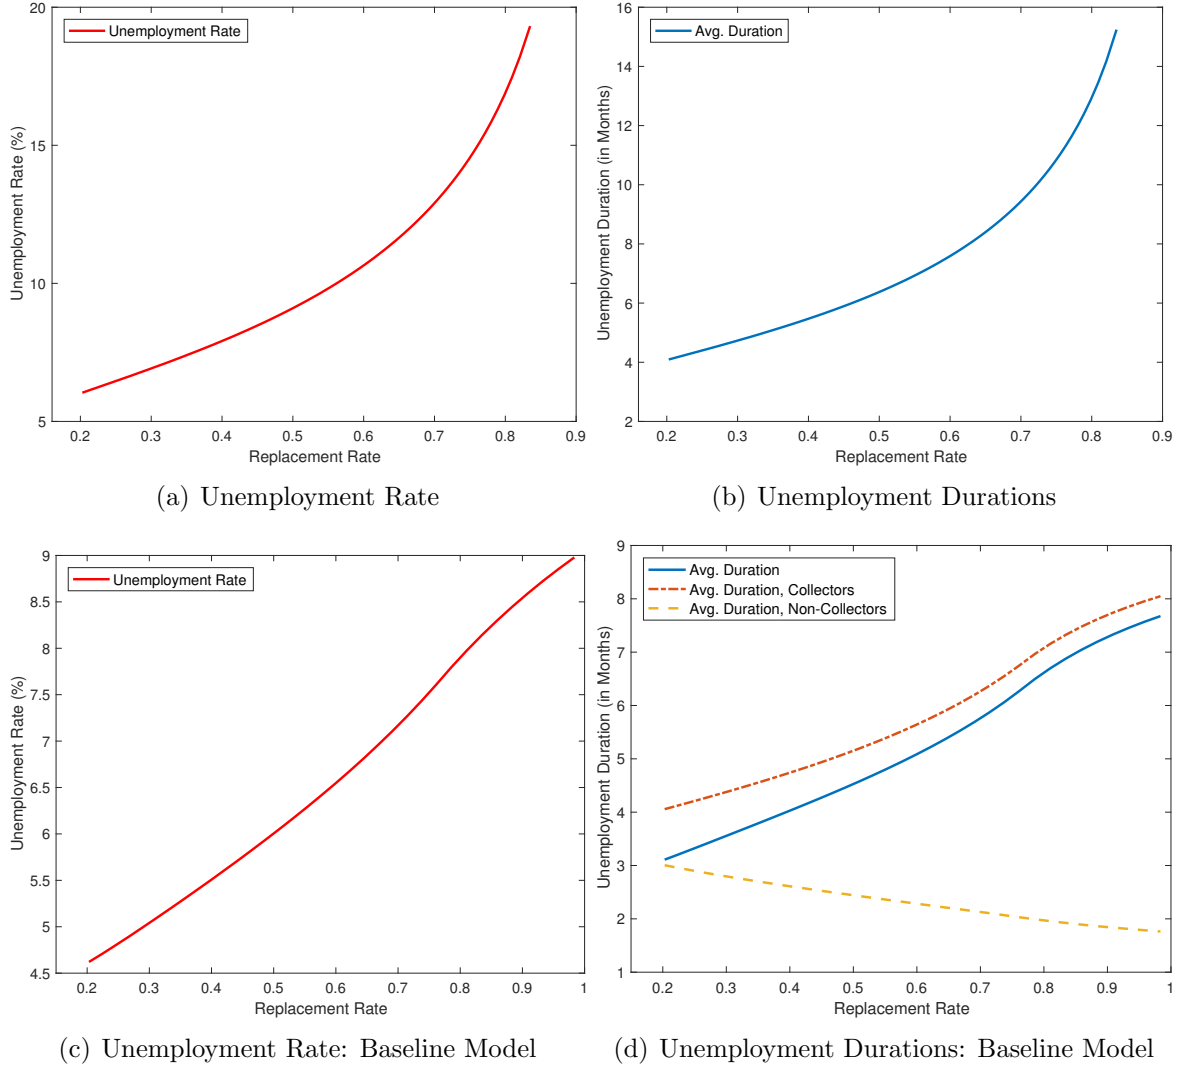 20
15
10
5
Unemployment Rate (%)
Unemployment Rate
0.2 0.3 0.4 0.5 0.6 0.7 0.8 0.9
Replacement Rate
(a) Unemployment Rate
16
14
12
10
8
6
4
2
Unemployment Duration (in Months)
Avg. Duration
0.2 0.3 0.4 0.5 0.6 0.7 0.8 0.9
Replacement Rate
(b) Unemployment Durations
9
8.5
8
7.5
7
6.5
6
5.5
5
4.5
Unemployment Rate (%)
Unemployment Rate
0.2 0.3 0.4 0.5 0.6 0.7 0.8 0.9 1
Replacement Rate
(c) Unemployment Rate: Baseline Model
9
8
7
6
5
4
3
2
1
Unemployment Duration (in Months)
Avg. Duration
Avg. Duration, Collectors
Avg. Duration, Non-Collectors
0.2 0.3 0.4 0.5 0.6 0.7 0.8 0.9 1
Replacement Rate
(d) Unemployment Durations: Baseline Model